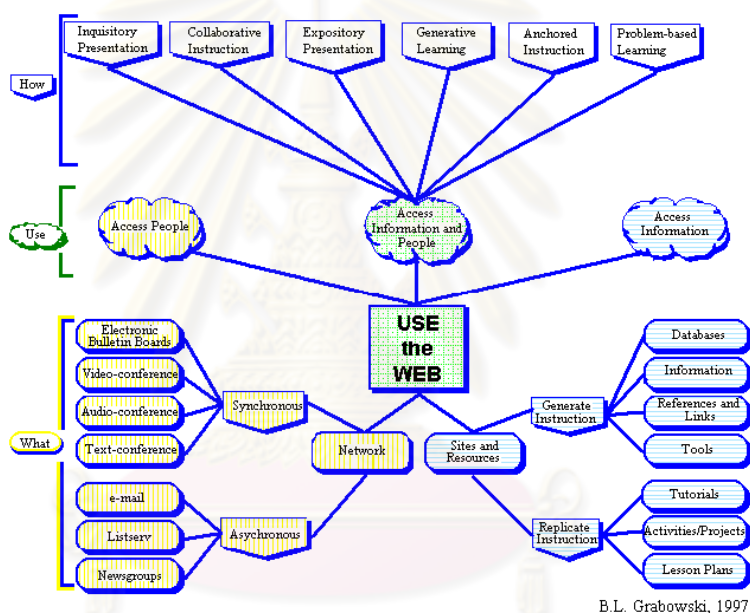 Inquisitory
Presentation
Collaborative
Instruction
Expository
Presentation
Generative
Learning
Anchored
Instruction
Problem-based
Learning
How
Use
Access People
Access
Information and
People
Access
Information
USE
the
WEB
What
Electronic
Bulletin Boards
Video-conference
Audio-conference
Text-conference
Synchronous
Network
e-mail
Listserv
Newsgroups
Asychronous
Sites and
Resources
Generate
Instruction
Databases
Information
References and
Links
Tools
Replicate
Instruction
Tutorials
Activities/Projects
Lesson Plans
B.L. Grabowski, 1997